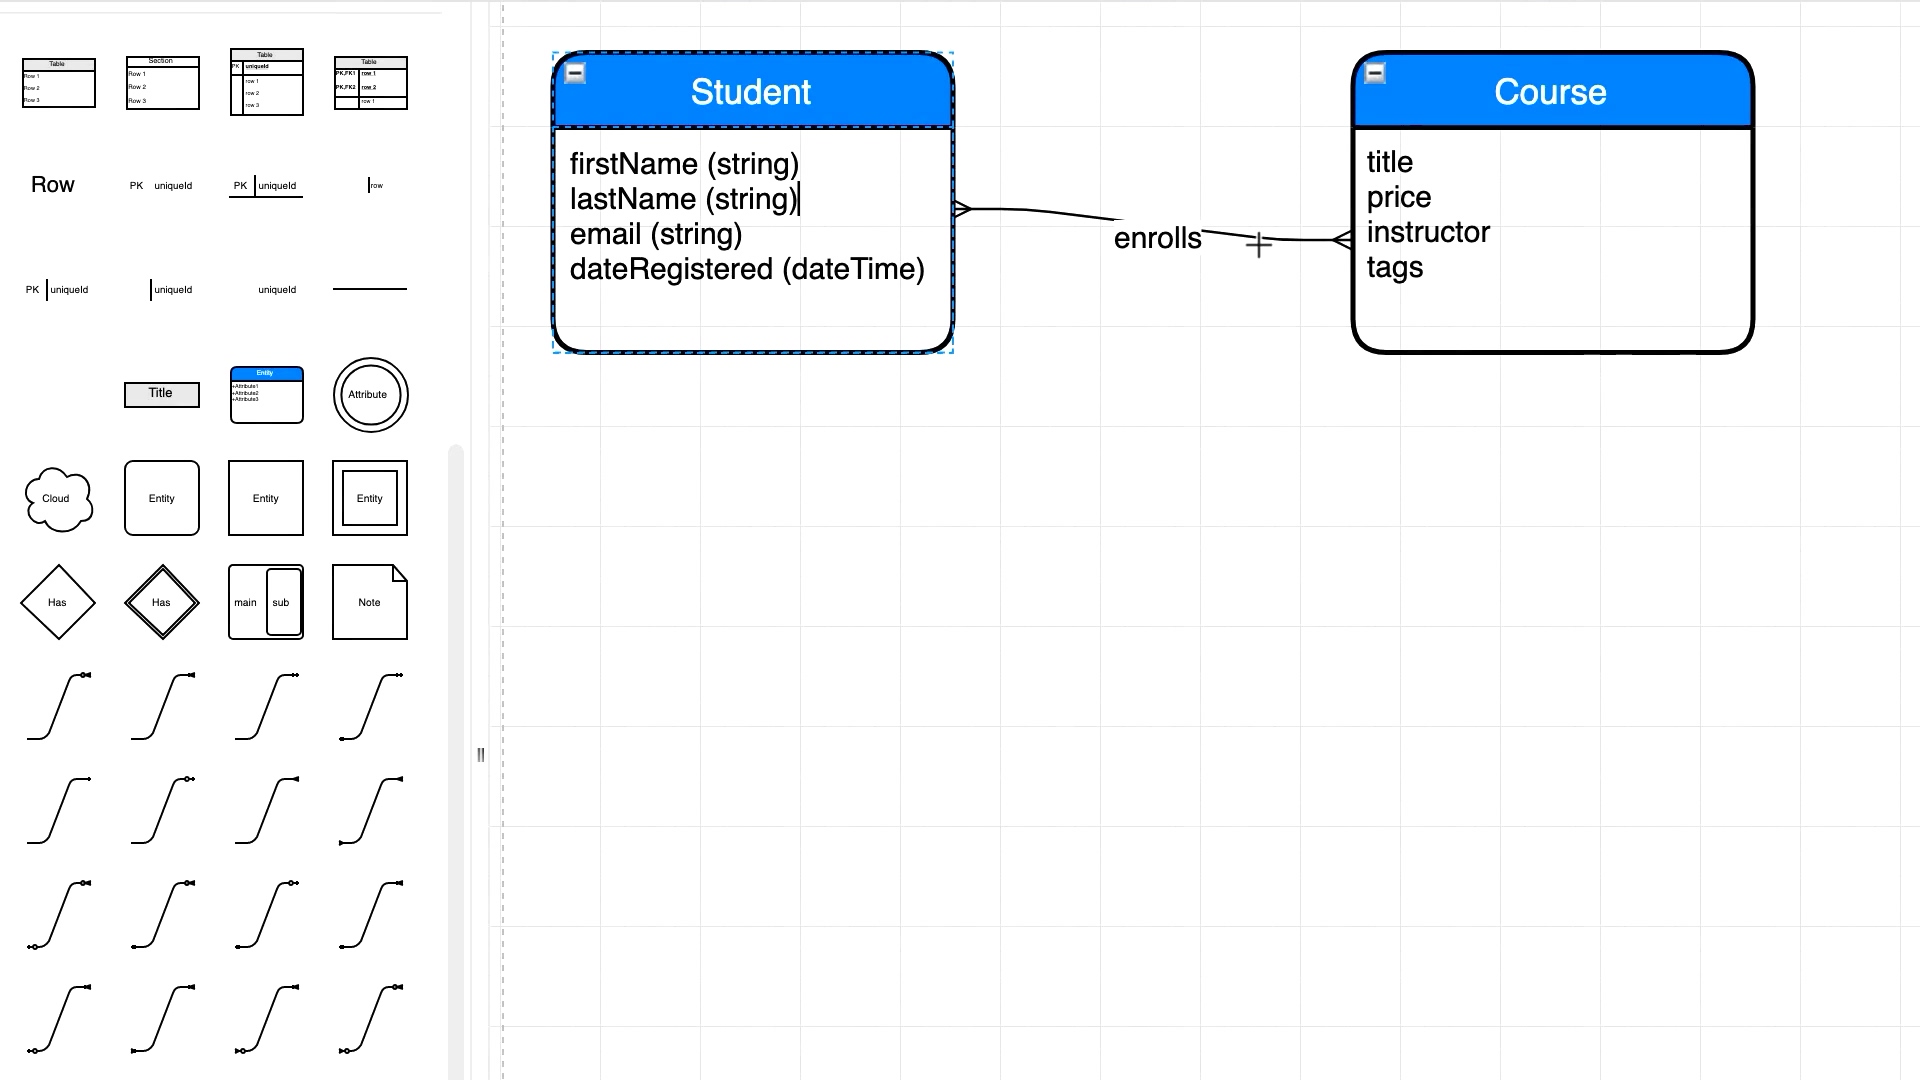 Table
Row 1
Row 2
Row 3
Section
Row 1
Row 2
Row 3
Table
PK uniqueId
row 1
row 2
row 3
Table
PK,FK1 row 1
PK,FK2 row 2
row 1
Row
PK uniqueId
PK uniqueId
row
PK uniqueId
uniqueId
uniqueId
Title
Entity
+Attribute1
+Attribute2
+Attribute3
Attribute
Cloud
Entity
Entity
Entity
Has
Has
main sub
Note
Student
firstName (string)
lastName (string)
email (string)
dateRegistered (dateTime)
enrolls
Course
title
price
instructor
tags